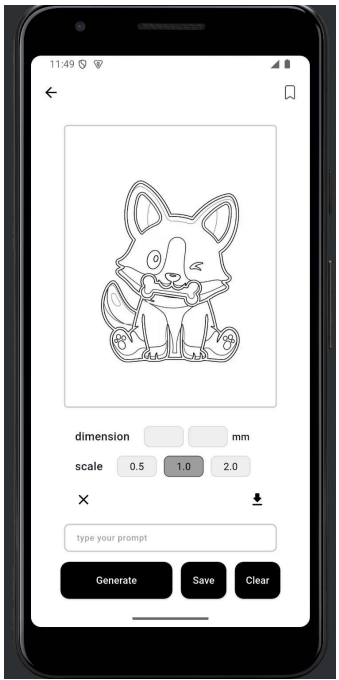 11:49
dimension mm
scale 0.5 1.0 2.0
type your prompt
Generate Save Clear